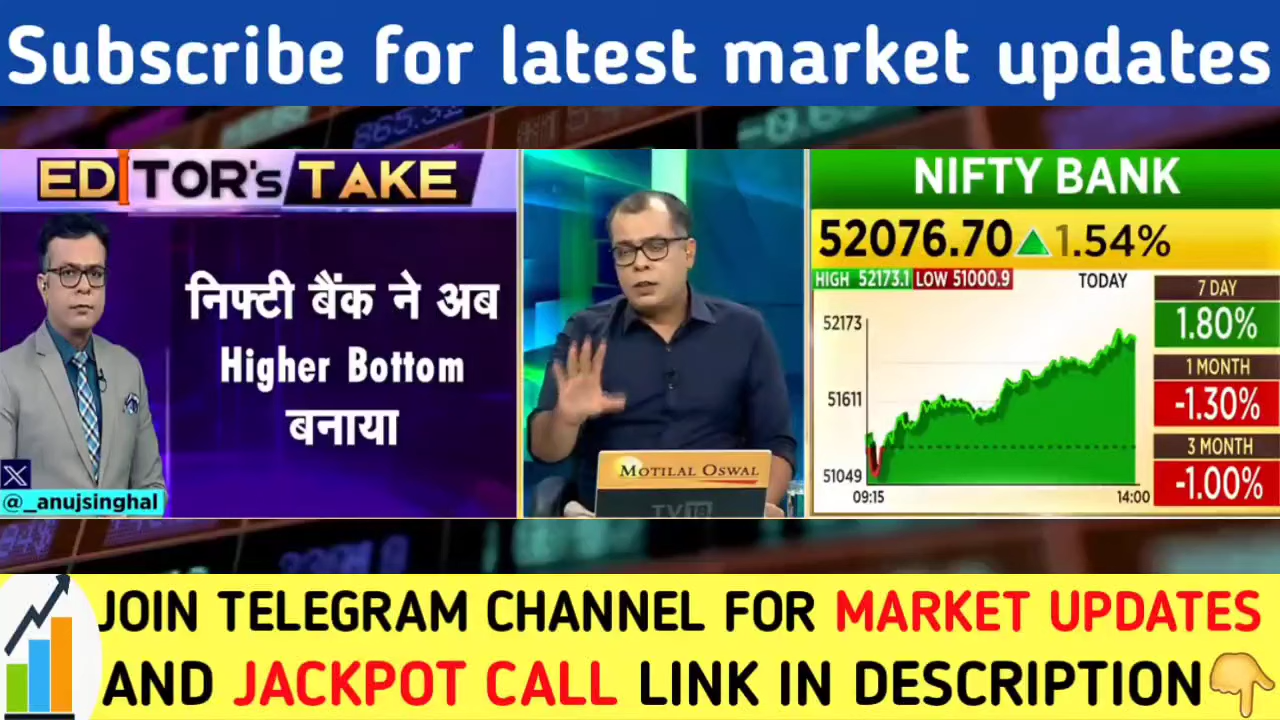 Subscribe for latest market updates
865.32
EDITOR's TAKE
निफ्टी बैंक ने अब
Higher Bottom
बनाया
X
@_anujsinghal
MOTILAL OSWAL
NIFTY BANK
52076.70 ▲ 1.54%
HIGH 52173.1 LOW 51000.9
TODAY
52173
51611
51049
09:15
14:00
7 DAY
1.80%
1 MONTH
-1.30%
3 MONTH
-1.00%
JOIN TELEGRAM CHANNEL FOR MARKET UPDATES
AND JACKPOT CALL LINK IN DESCRIPTION👇